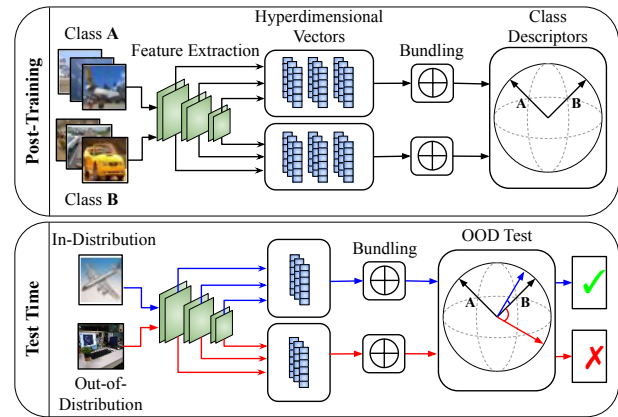 Post-Training
Class A
Feature Extraction
Hyperdimensional
Vectors
Bundling
Class
Descriptors
A
B
Class B
Test Time
In-Distribution
Bundling
OOD Test
A
B
Out-of-
Distribution